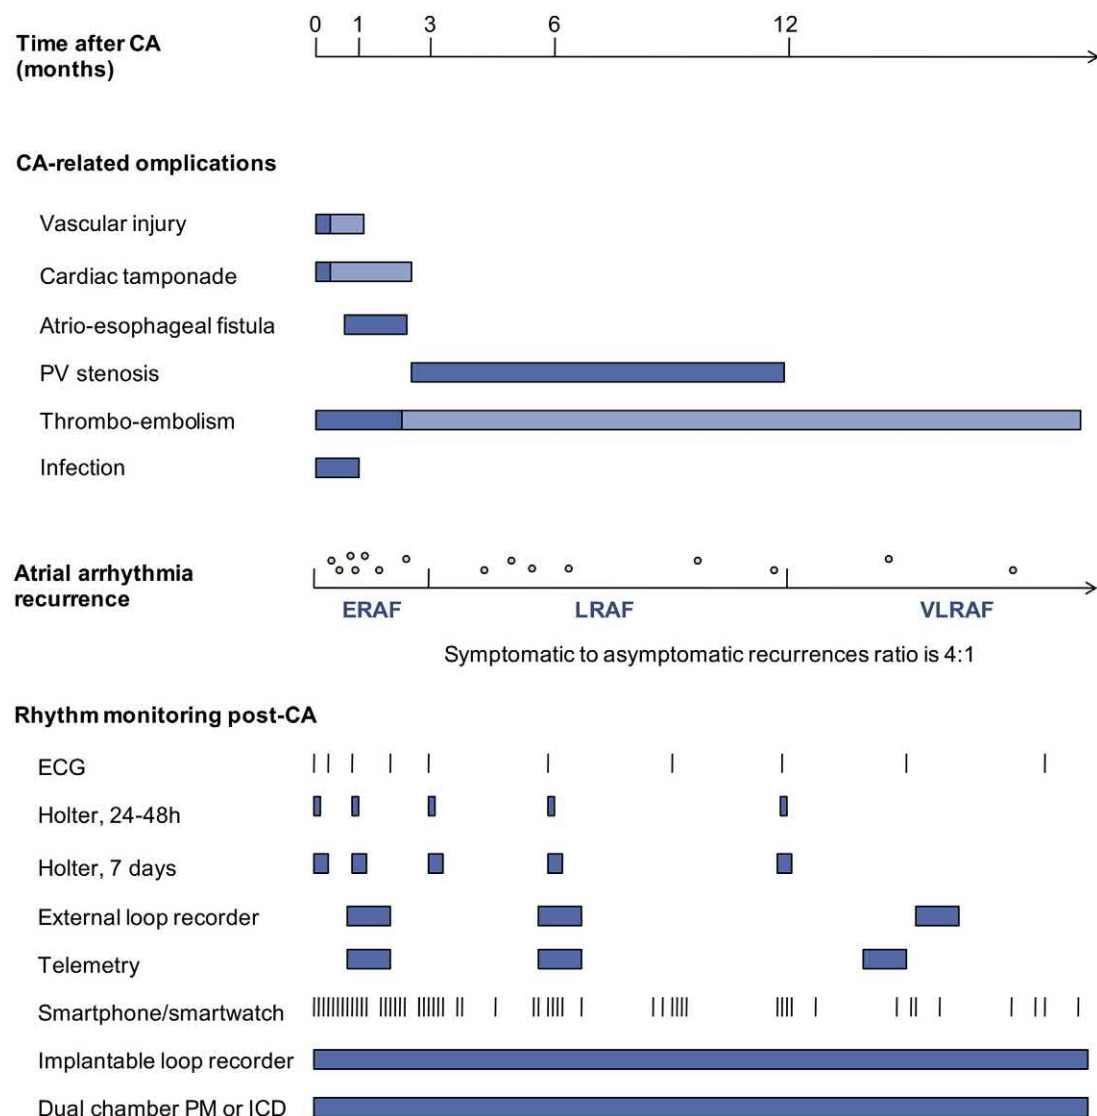 0 1 3 6 12
Time after CA
(months)
CA-related omplications
Vascular injury
Cardiac tamponade
Atrio-esophageal fistula
PV stenosis
Thrombo-embolism
Infection
Atrial arrhythmia
recurrence
ERAF LRAF VLRAF
Symptomatic to asymptomatic recurrences ratio is 4:1
Rhythm monitoring post-CA
ECG
Holter, 24-48h
Holter, 7 days
External loop recorder
Telemetry
Smartphone/smartwatch
Implantable loop recorder
Dual chamber PM or ICD